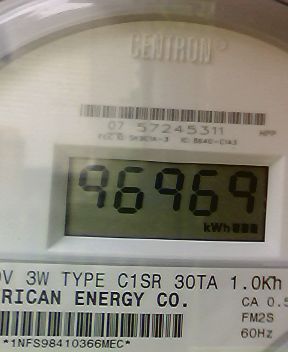 CENTRON®
07 57245311
HPP
96969
kWh
0V 3W TYPE C1SR 30TA 1.0Kh
RICAN ENERGY CO.
CA 0.5
FM2S
60Hz
*1NFS98410366MEC*